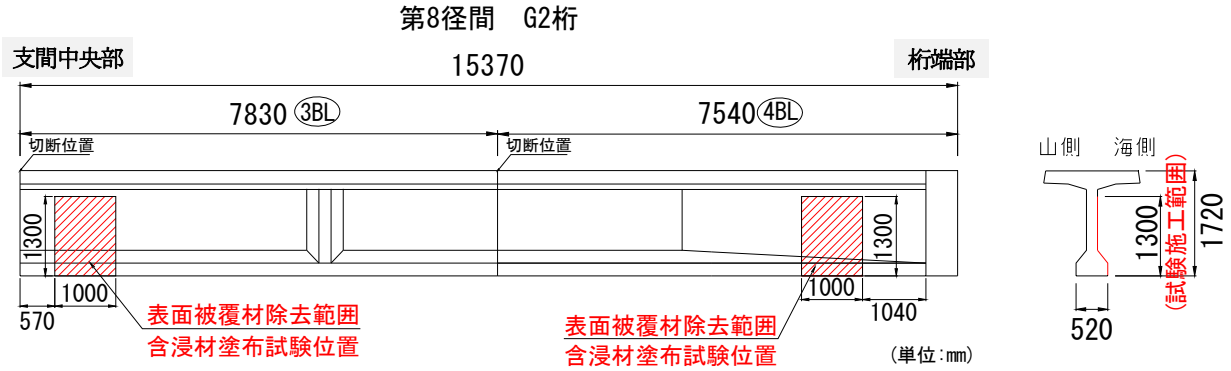 第8径間 G2桁
支間中央部
桁端部
15370
7830 3BL
7540 4BL
切断位置
切断位置
山側 海側
1300
1300
1300
(試験施工範囲)
1720
570
1000
1000
1040
520
表面被覆材除去範囲
含浸材塗布試験位置
表面被覆材除去範囲
含浸材塗布試験位置
(単位:mm)